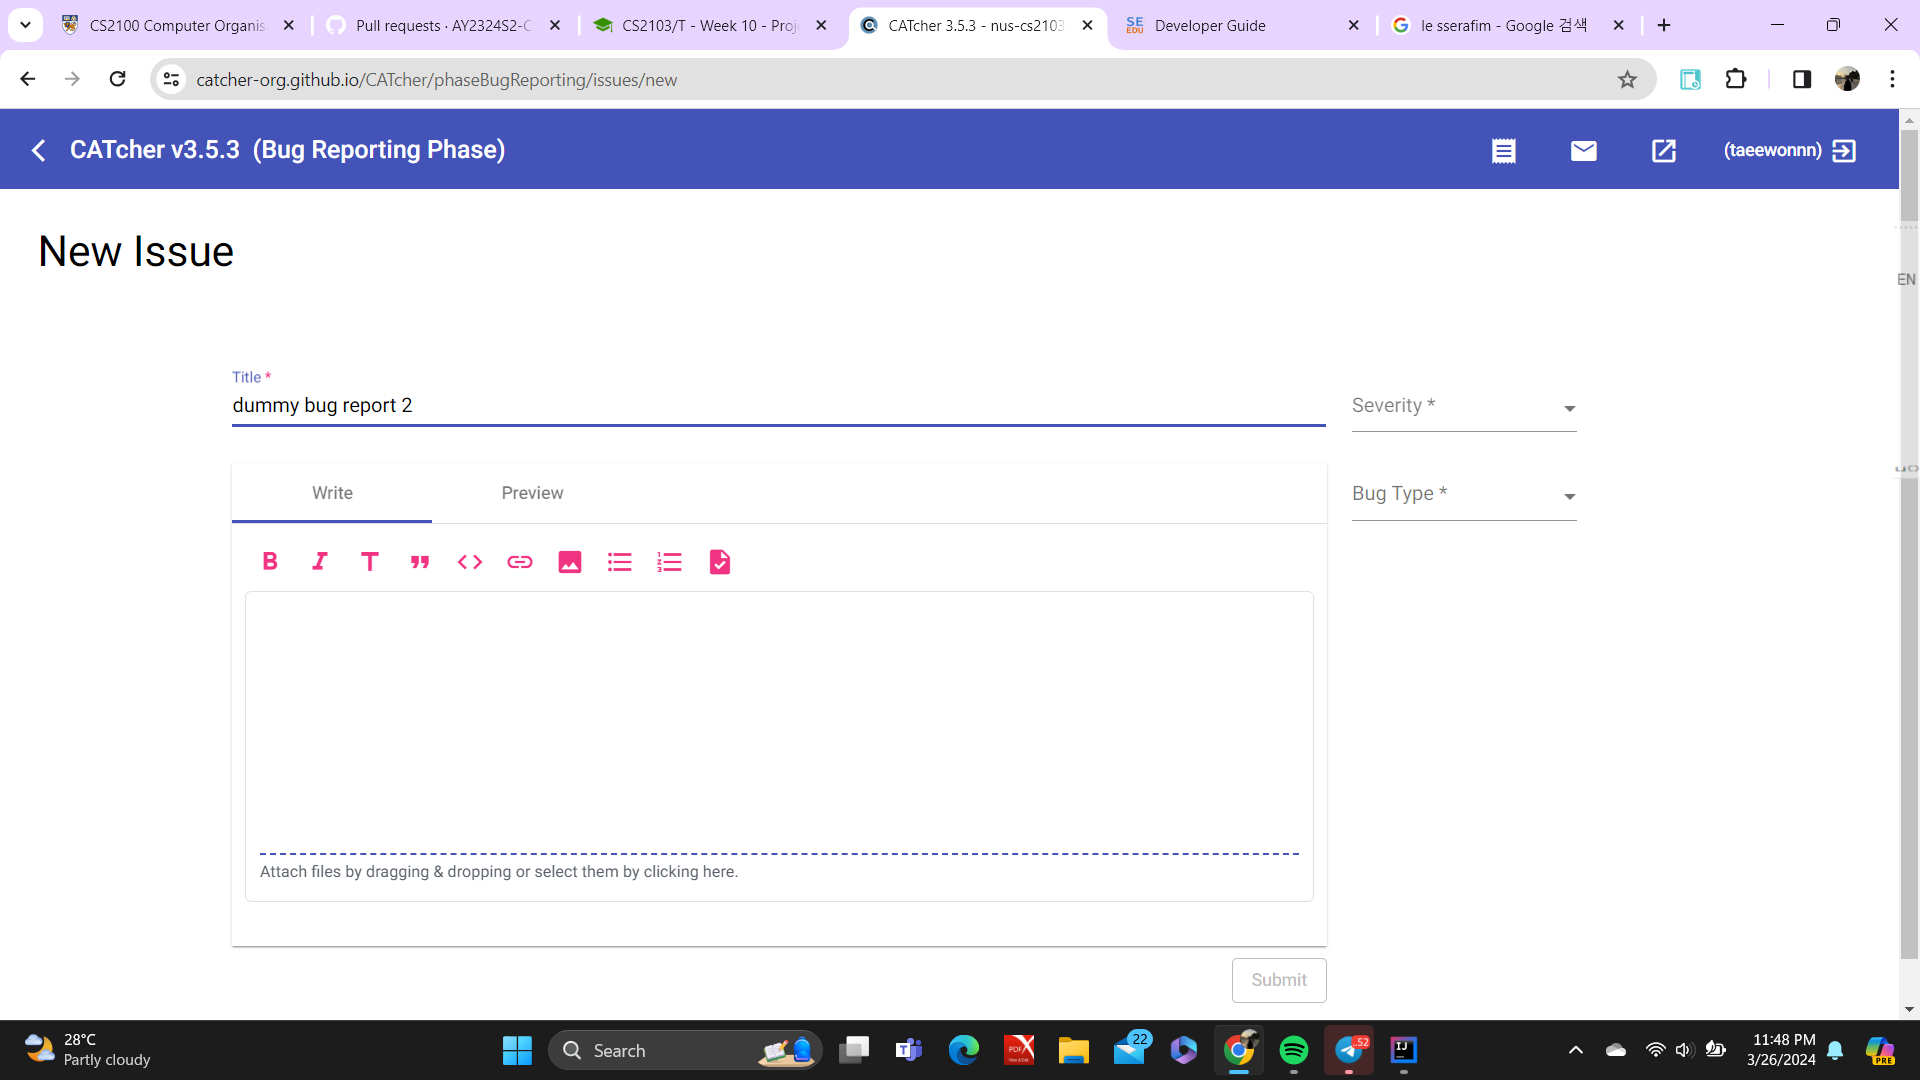 CS2100 Computer Organis
Pull requests · AY2324S2-C
CS2103/T - Week 10 - Proj
CATcher 3.5.3 - nus-cs2103
SE EDU
Developer Guide
le sserafim - Google 검색
catcher-org.github.io/CATcher/phaseBugReporting/issues/new
CATcher v3.5.3 (Bug Reporting Phase)
(taeewonnn)
New Issue
EN
Title *
dummy bug report 2
Severity *
Write
Preview
Bug Type *
Attach files by dragging & dropping or select them by clicking here.
Submit
28°C
Partly cloudy
Search
22
52
11:48 PM
3/26/2024
PRE